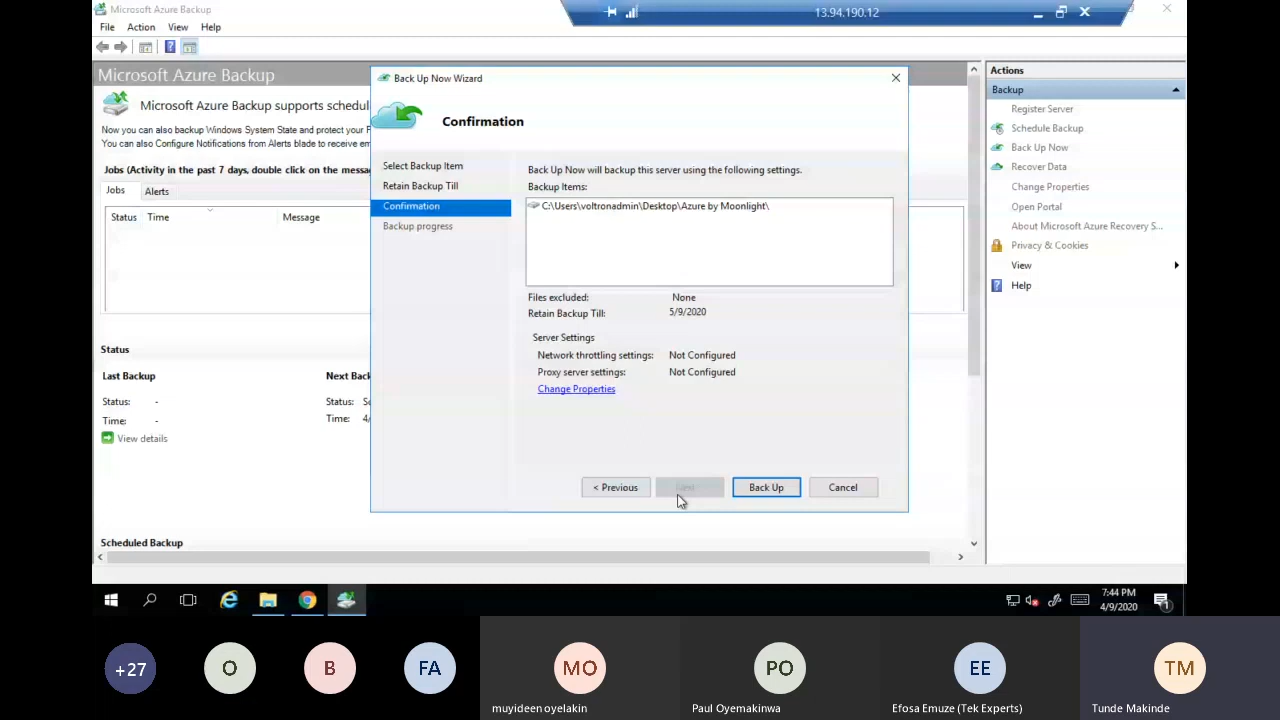 Microsoft Azure Backup
13.94.190.12
File Action View Help
Microsoft Azure Backup
Microsoft Azure Backup supports schedul
Now you can also backup Windows System State and protect your
You can also Configure Notifications from Alerts blade to receive em
Jobs (Activity in the past 7 days, double click on the messag
Jobs Alerts
Status Time Message
Status
Last Backup Next Back
Status: - Status: Sc
Time: - Time: 4/
View details
Scheduled Backup
Back Up Now Wizard
Confirmation
Select Backup Item
Retain Backup Till
Confirmation
Backup progress
Back Up Now will backup this server using the following settings.
Backup Items:
C:\Users\voltronadmin\Desktop\Azure by Moonlight\
Files excluded: None
Retain Backup Till: 5/9/2020
Server Settings
Network throttling settings: Not Configured
Proxy server settings: Not Configured
Change Properties
< Previous Back Up Cancel
Actions
Backup
Register Server
Schedule Backup
Back Up Now
Recover Data
Change Properties
Open Portal
About Microsoft Azure Recovery S...
Privacy & Cookies
View
Help
7:44 PM
4/9/2020
1
+27 O B FA MO PO EE TM
muyideen oyelakin Paul Oyemakinwa Efosa Emuze (Tek Experts) Tunde Makinde